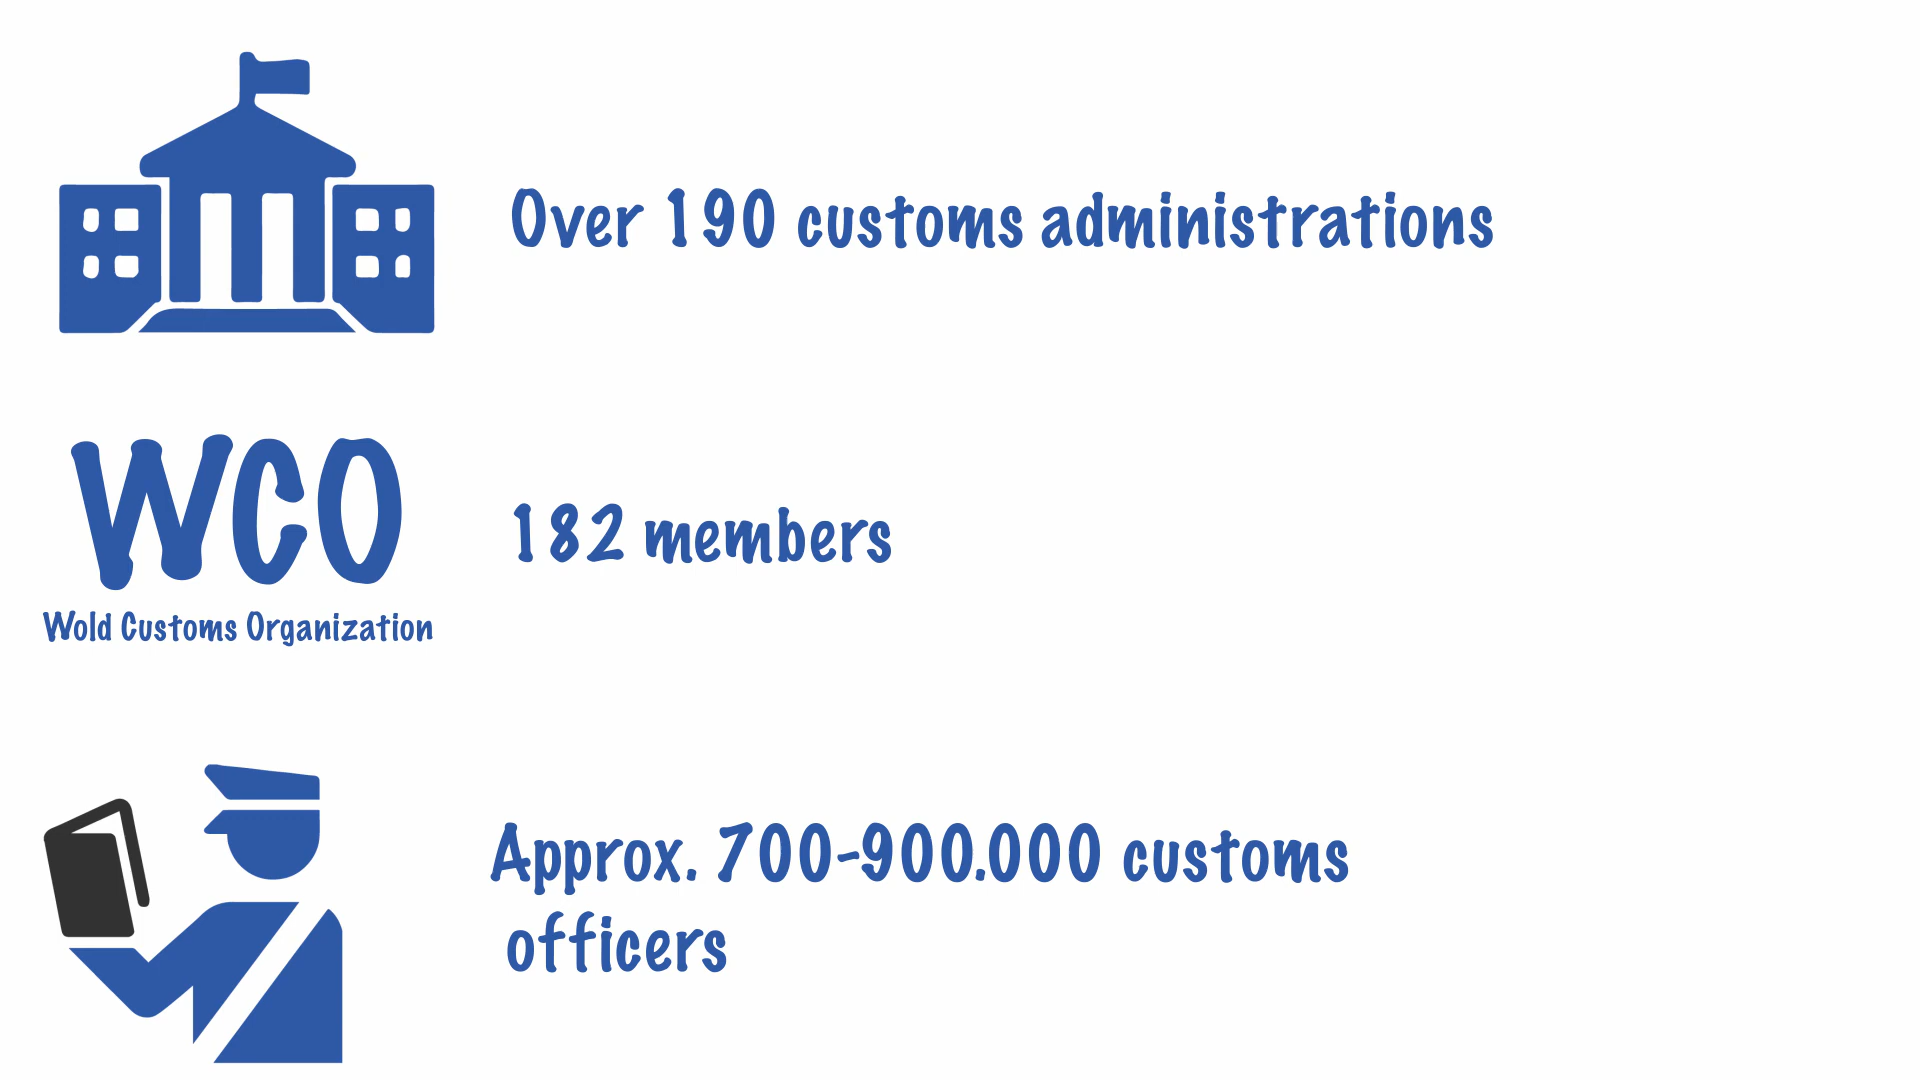 Over 190 customs administrations
WCO
Wold Customs Organization
182 members
Approx. 700-900.000 customs
officers